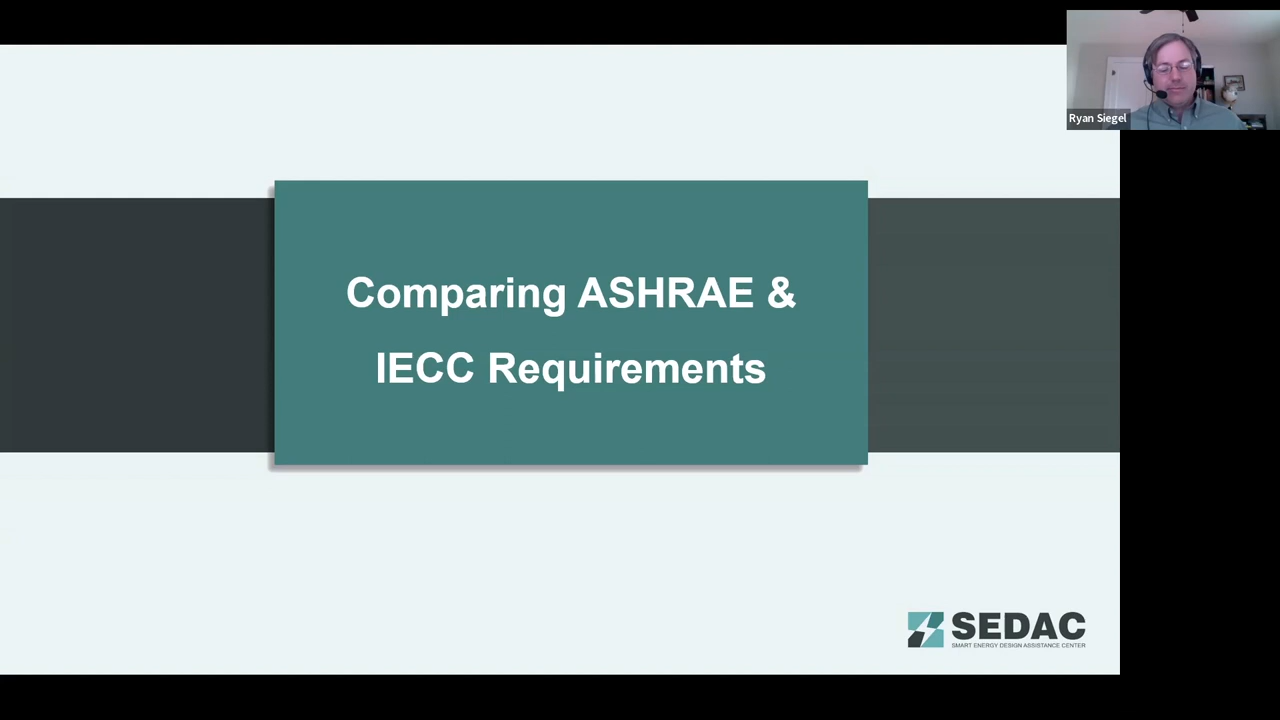 Ryan Siegel
Comparing ASHRAE &
IECC Requirements
SEDAC
SMART ENERGY DESIGN ASSISTANCE CENTER